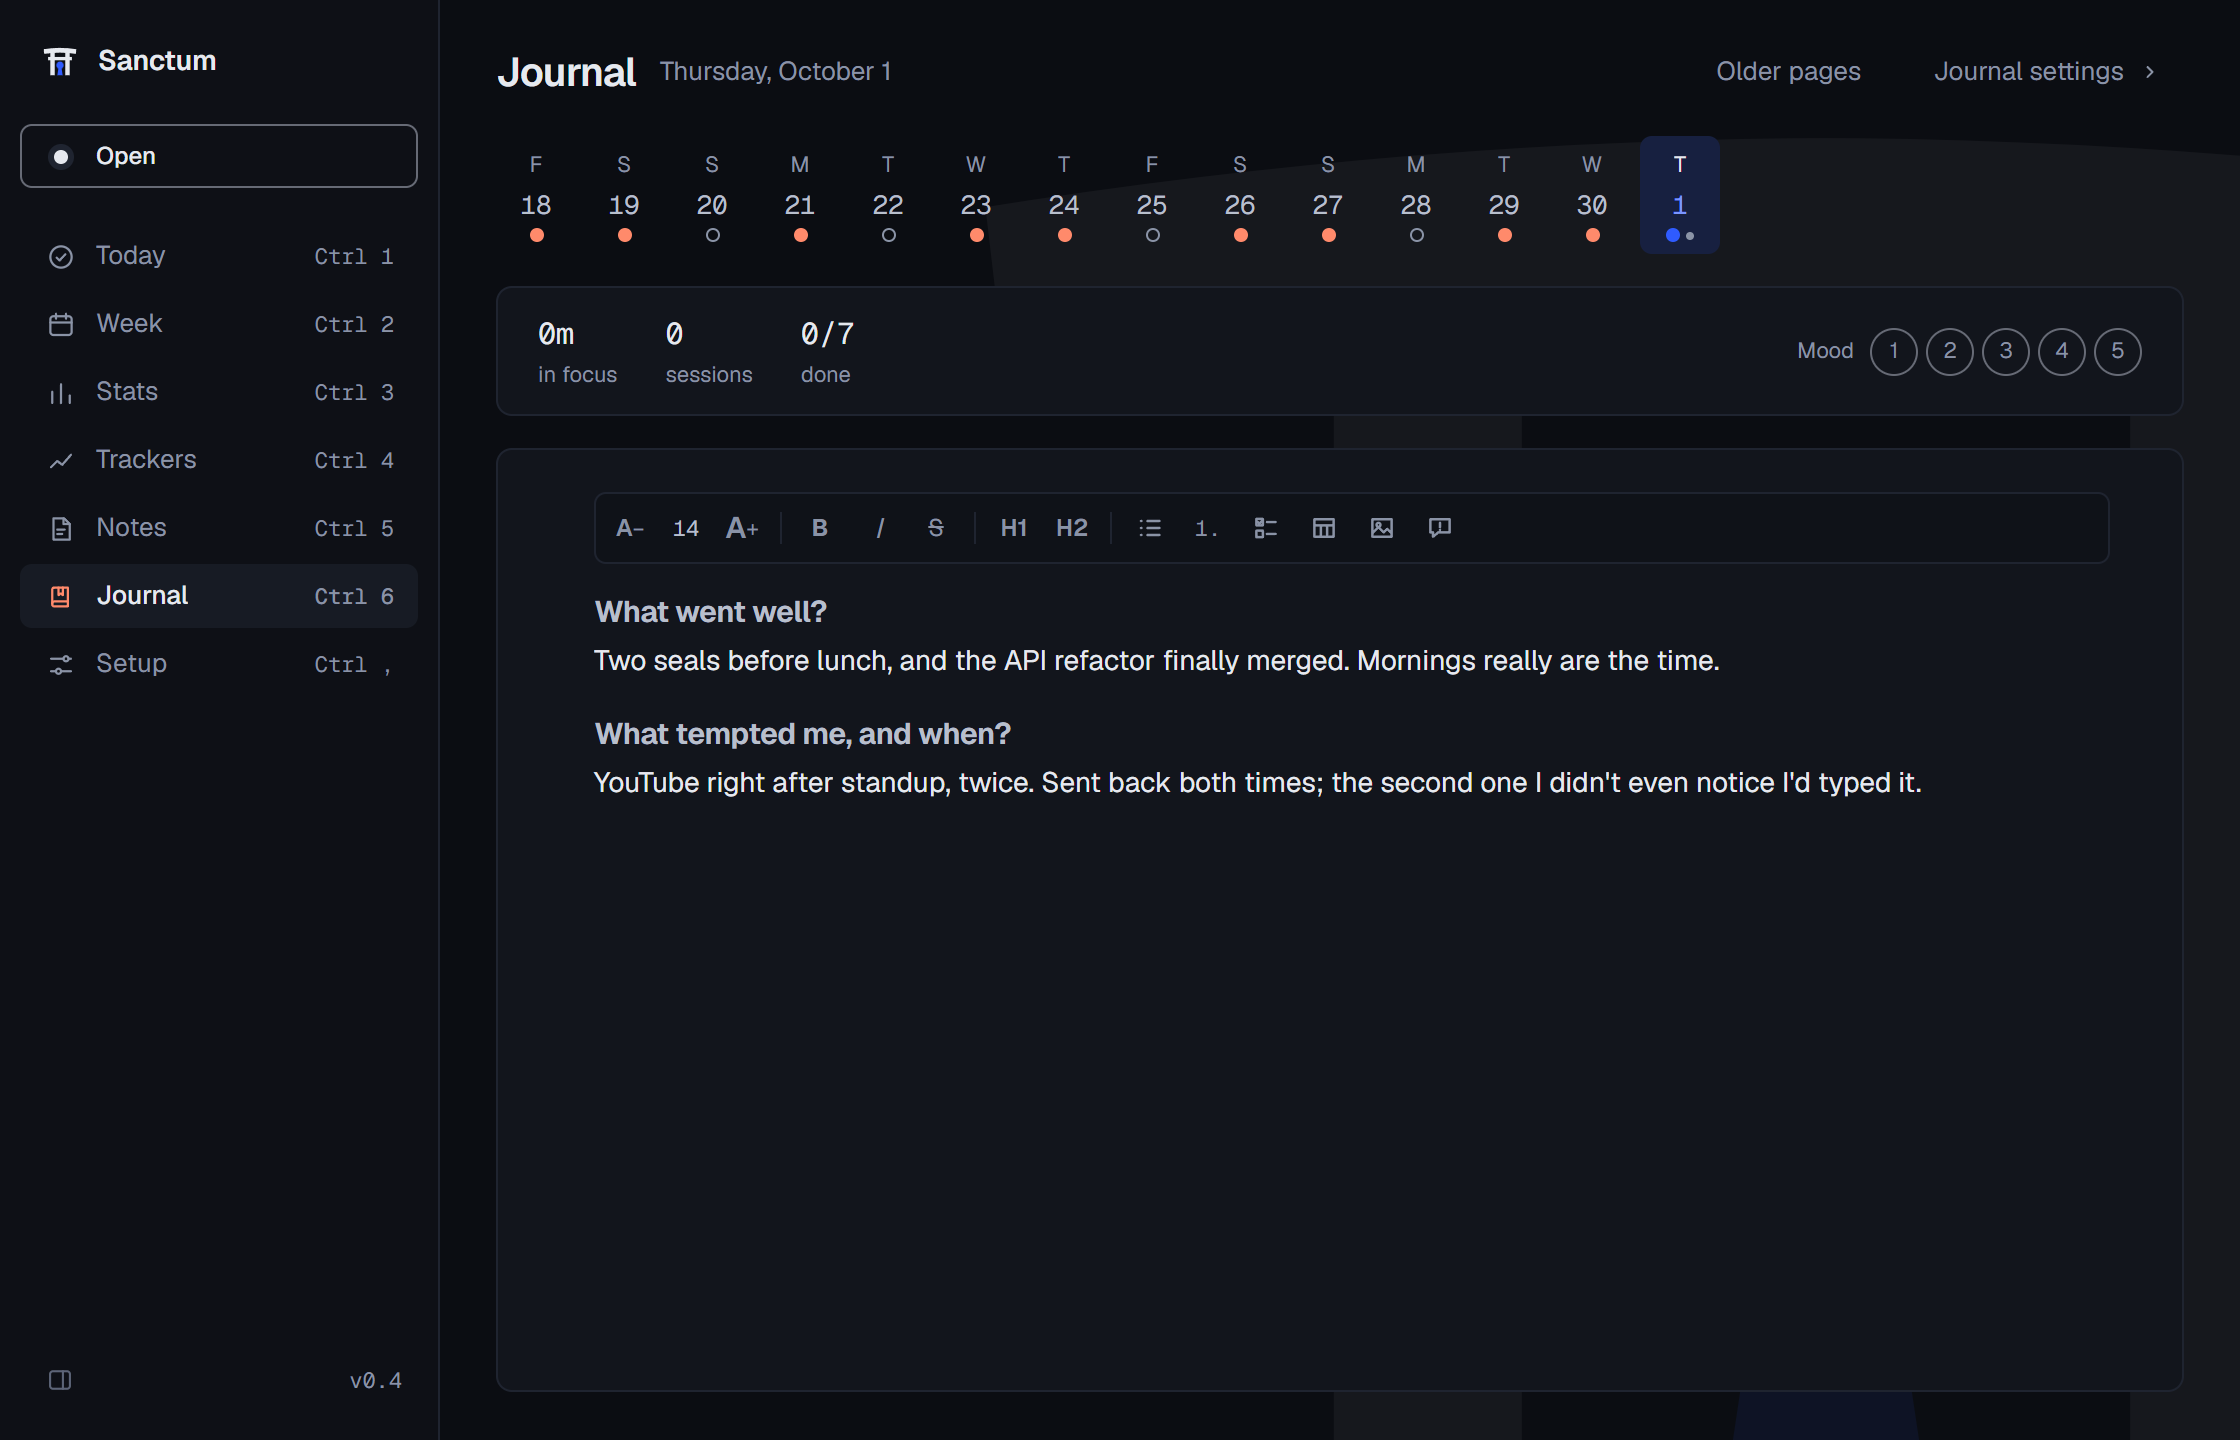 Sanctum
Open
Today Ctrl 1
Week Ctrl 2
Stats Ctrl 3
Trackers Ctrl 4
Notes Ctrl 5
Journal Ctrl 6
Setup Ctrl ,
v0.4
Journal Thursday, October 1
Older pages Journal settings
F S S M T W T F S S M T W T
18 19 20 21 22 23 24 25 26 27 28 29 30 1
0m 0 0/7
in focus sessions done
Mood 1 2 3 4 5
A- 14 A+ B I S H1 H2 1.
What went well?
Two seals before lunch, and the API refactor finally merged. Mornings really are the time.
What tempted me, and when?
YouTube right after standup, twice. Sent back both times; the second one I didn't even notice I'd typed it.